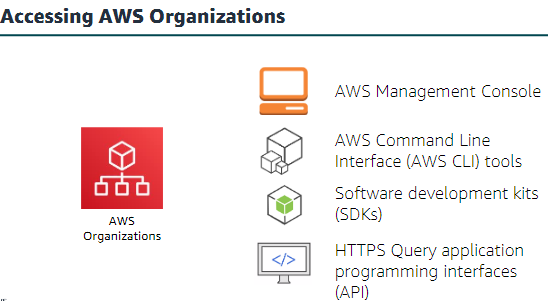 Accessing AWS Organizations
AWS Management Console
AWS Command Line
Interface (AWS CLI) tools
Software development kits
(SDKs)
HTTPS Query application
programming interfaces
(API)
AWS
Organizations
</>